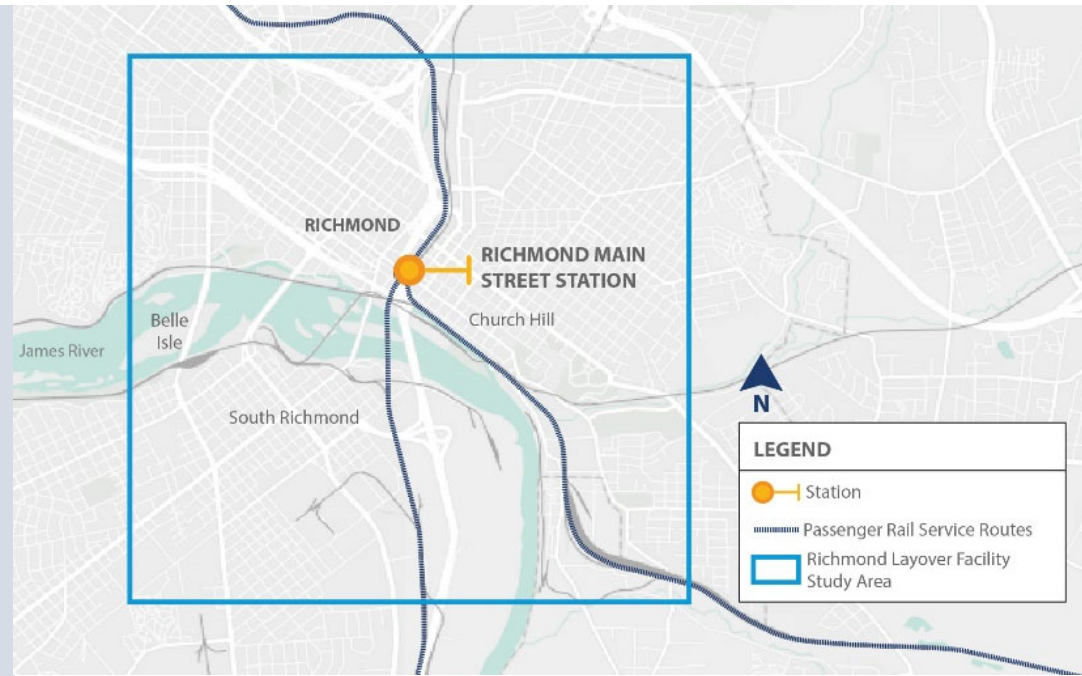 RICHMOND
RICHMOND MAIN
STREET STATION
Church Hill
Belle
Isle
James River
South Richmond
N
LEGEND
Station
Passenger Rail Service Routes
Richmond Layover Facility
Study Area